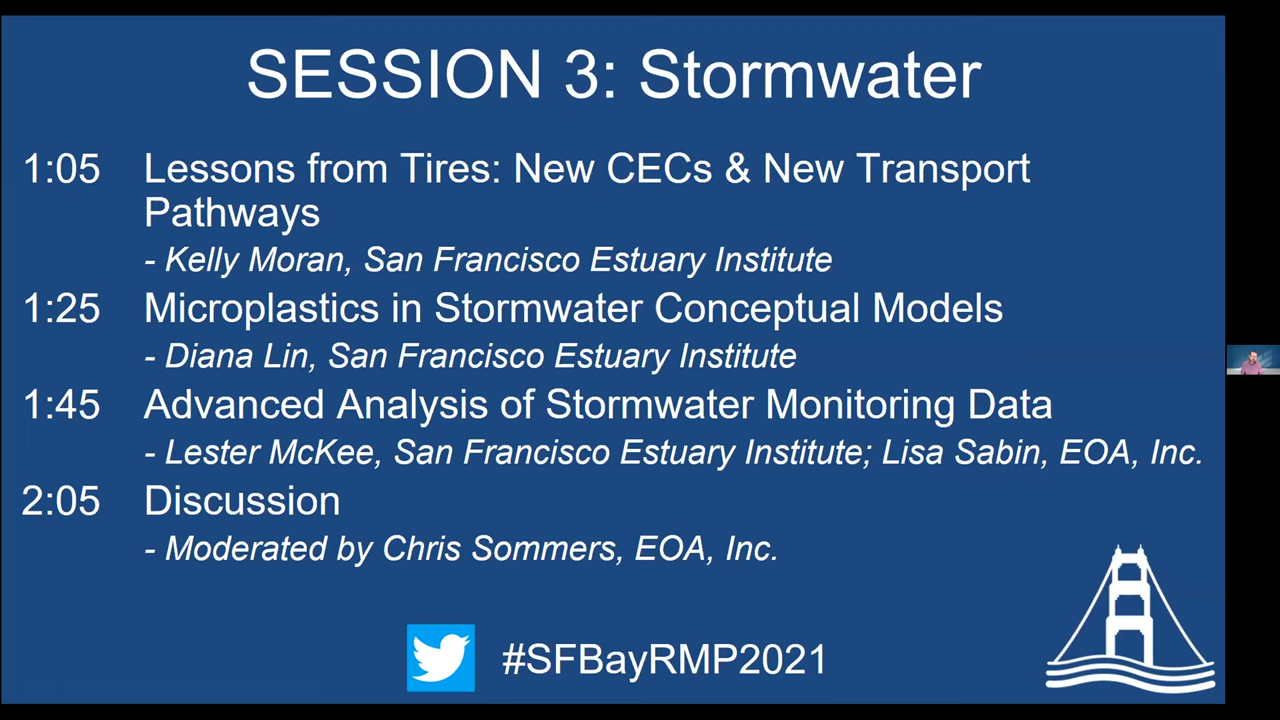 SESSION 3: Stormwater
1:05 Lessons from Tires: New CECs & New Transport
Pathways
- Kelly Moran, San Francisco Estuary Institute
1:25 Microplastics in Stormwater Conceptual Models
- Diana Lin, San Francisco Estuary Institute
1:45 Advanced Analysis of Stormwater Monitoring Data
- Lester McKee, San Francisco Estuary Institute; Lisa Sabin, EOA, Inc.
2:05 Discussion
- Moderated by Chris Sommers, EOA, Inc.
#SFBayRMP2021